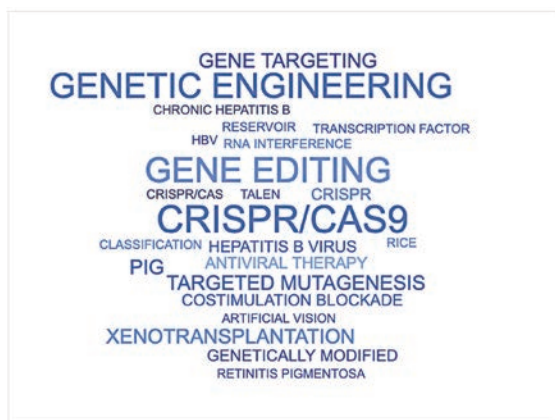 GENE TARGETING
GENETIC ENGINEERING
CHRONIC HEPATITIS B
RESERVOIR TRANSCRIPTION FACTOR
HBV RNA INTERFERENCE
GENE EDITING
CRISPR/CAS TALEN CRISPR
CRISPR/CAS9
CLASSIFICATION HEPATITIS B VIRUS RICE
PIG ANTIVIRAL THERAPY
TARGETED MUTAGENESIS
COSTIMULATION BLOCKADE
ARTIFICIAL VISION
XENOTRANSPLANTATION
GENETICALLY MODIFIED
RETINITIS PIGMENTOSA